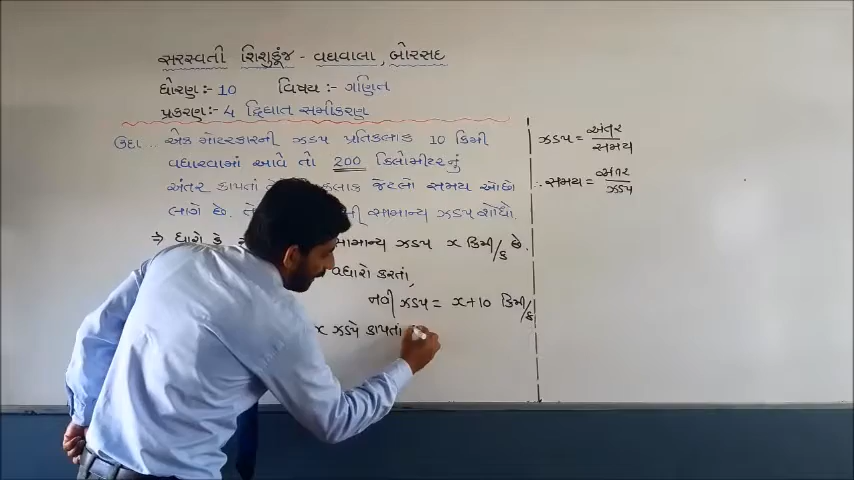 સરસ્વતી શિશુકુંજ - વઘવાલા, બોરસદ
ધોરણ:- 10 વિષય :- ગણિત
પ્રકરણ:- 4 દ્વિઘાત સમીકરણ
ઉદા... એક મોટરકારની ઝડપ પ્રતિકલાક 10 કિમી
વધારવામાં આવે તો 200 કિલોમીટરનું
અંતર કાપતાં કલાક જેટલો સમય ઓછો
લાગે છે. સામાન્ય ઝડપ શોધો.
⇒ ધારો કે સામાન્ય ઝડપ x કિમી/ક છે.
વધારો કરતાં,
નવી ઝડપ = x+10 કિમી/ક
x ઝડપે કાપતાં
ઝડપ = અંતર / સમય
∴ સમય = અંતર / ઝડપ